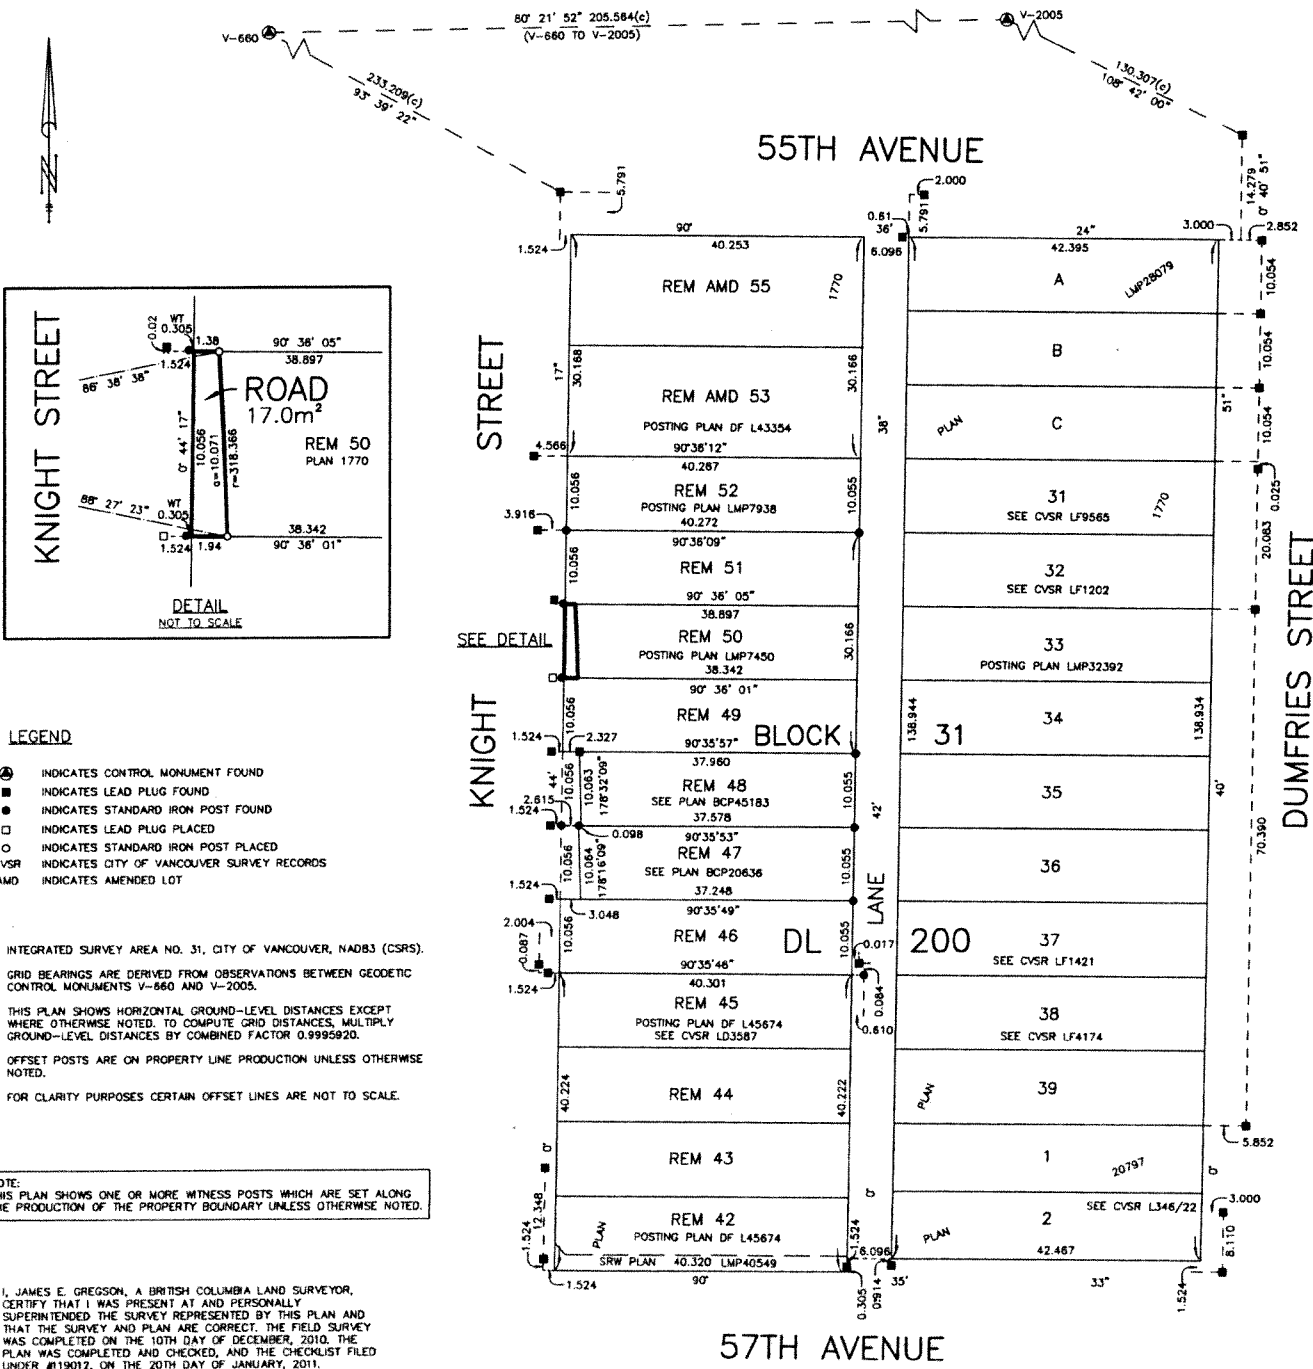 80° 21' 52" 205.564(c)
(V-660 TO V-2005)
V-660
V-2005
233.209(c)
93° 39' 22"
130.307(c)
108° 42' 00"
55TH AVENUE
5.791
2.000
5.791
14.279
0° 40' 51"
1.524
90°
40.253
0.61
36'
6.096
24"
42.395
3.000
2.852
REM AMD 55
1770
A
LMP28079
10.054
B
10.054
STREET
17"
30.168
30.166
REM AMD 53
POSTING PLAN DF L43354
38"
PLAN
C
51"
10.054
4.566
90°36'12"
40.267
10.056
REM 52
POSTING PLAN LMP7938
10.055
31
SEE CVSR LF9565
1770
0.025
20.083
3.916
40.272
90°36'09"
10.056
REM 51
32
SEE CVSR LF1202
90° 36' 05"
38.897
SEE DETAIL
REM 50
POSTING PLAN LMP7450
30.166
33
POSTING PLAN LMP32392
38.342
90° 36' 01"
KNIGHT
10.056
REM 49
BLOCK
31
138.944
34
138.934
DUMFRIES STREET
1.524
2.327
90°35'57"
37.960
44'
10.056
10.063
178°32'09"
REM 48
SEE PLAN BCP45183
10.055
42'
35
40'
70.390
2.615
1.524
37.578
0.098
90°35'53"
10.056
10.064
178°16'09"
REM 47
SEE PLAN BCP20636
10.055
36
1.524
37.248
3.048
90°35'49"
LANE
2.004
0.087
10.056
REM 46
10.055
DL 200
0.017
37
SEE CVSR LF1421
1.524
90°35'46"
40.301
REM 45
POSTING PLAN DF L45674
SEE CVSR LD3587
0.084
0.610
38
SEE CVSR LF4174
40.224
REM 44
40.222
PLAN
39
5.852
0'
REM 43
1
20797
0'
12.348
1.524
PLAN
REM 42
POSTING PLAN DF L45674
0'
1.524
2
SEE CVSR L346/22
3.000
8.110
PLAN
SRW PLAN 40.320 LMP40549
6.096
42.467
1.524
90°
0.305
0.914
35'
33"
1.524
57TH AVENUE
KNIGHT STREET
0.02
WT
0.305
1.38
90° 36' 05"
1.524
38.897
86° 38' 38"
ROAD
17.0m²
0° 44' 17"
10.056
a=10.071
r=318.366
REM 50
PLAN 1770
88° 27' 23"
WT
0.305
38.342
1.524
1.94
90° 36' 01"
DETAIL
NOT TO SCALE
LEGEND
INDICATES CONTROL MONUMENT FOUND
INDICATES LEAD PLUG FOUND
INDICATES STANDARD IRON POST FOUND
INDICATES LEAD PLUG PLACED
INDICATES STANDARD IRON POST PLACED
VSR INDICATES CITY OF VANCOUVER SURVEY RECORDS
AMD INDICATES AMENDED LOT
INTEGRATED SURVEY AREA NO. 31, CITY OF VANCOUVER, NAD83 (CSRS).
GRID BEARINGS ARE DERIVED FROM OBSERVATIONS BETWEEN GEODETIC
CONTROL MONUMENTS V-660 AND V-2005.
THIS PLAN SHOWS HORIZONTAL GROUND-LEVEL DISTANCES EXCEPT
WHERE OTHERWISE NOTED. TO COMPUTE GRID DISTANCES, MULTIPLY
GROUND-LEVEL DISTANCES BY COMBINED FACTOR 0.9995920.
OFFSET POSTS ARE ON PROPERTY LINE PRODUCTION UNLESS OTHERWISE
NOTED.
FOR CLARITY PURPOSES CERTAIN OFFSET LINES ARE NOT TO SCALE.
OTE:
HIS PLAN SHOWS ONE OR MORE WITNESS POSTS WHICH ARE SET ALONG
HE PRODUCTION OF THE PROPERTY BOUNDARY UNLESS OTHERWISE NOTED.
I, JAMES E. GREGSON, A BRITISH COLUMBIA LAND SURVEYOR,
CERTIFY THAT I WAS PRESENT AT AND PERSONALLY
SUPERINTENDED THE SURVEY REPRESENTED BY THIS PLAN AND
THAT THE SURVEY AND PLAN ARE CORRECT. THE FIELD SURVEY
WAS COMPLETED ON THE 10TH DAY OF DECEMBER, 2010. THE
PLAN WAS COMPLETED AND CHECKED, AND THE CHECKLIST FILED
UNDER #119012, ON THE 20TH DAY OF JANUARY, 2011.